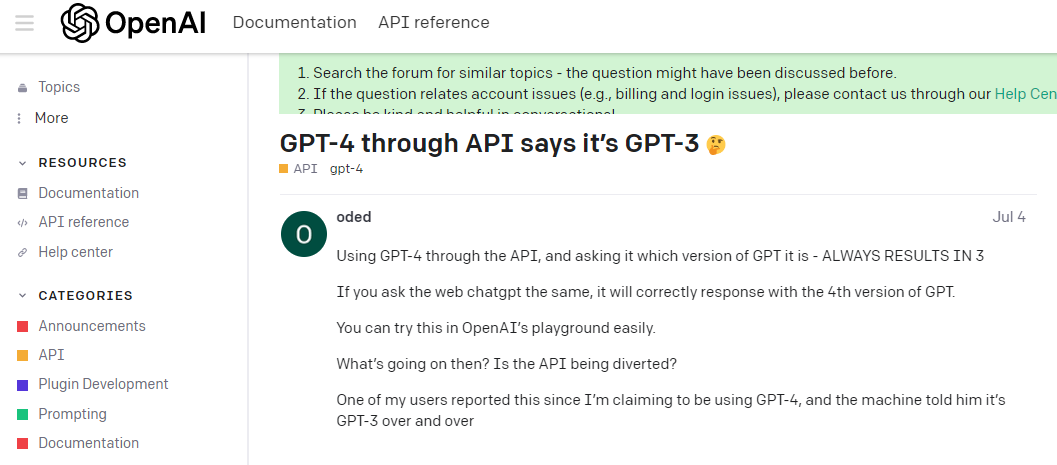 OpenAI Documentation API reference
Topics
More
RESOURCES
Documentation
API reference
Help center
CATEGORIES
Announcements
API
Plugin Development
Prompting
Documentation
1. Search the forum for similar topics - the question might have been discussed before.
2. If the question relates account issues (e.g., billing and login issues), please contact us through our Help Cen
3. Please be kind and helpful in conversations!
GPT-4 through API says it’s GPT-3 🤔
API gpt-4
O
oded Jul 4
Using GPT-4 through the API, and asking it which version of GPT it is - ALWAYS RESULTS IN 3
If you ask the web chatgpt the same, it will correctly response with the 4th version of GPT.
You can try this in OpenAI’s playground easily.
What’s going on then? Is the API being diverted?
One of my users reported this since I’m claiming to be using GPT-4, and the machine told him it’s
GPT-3 over and over